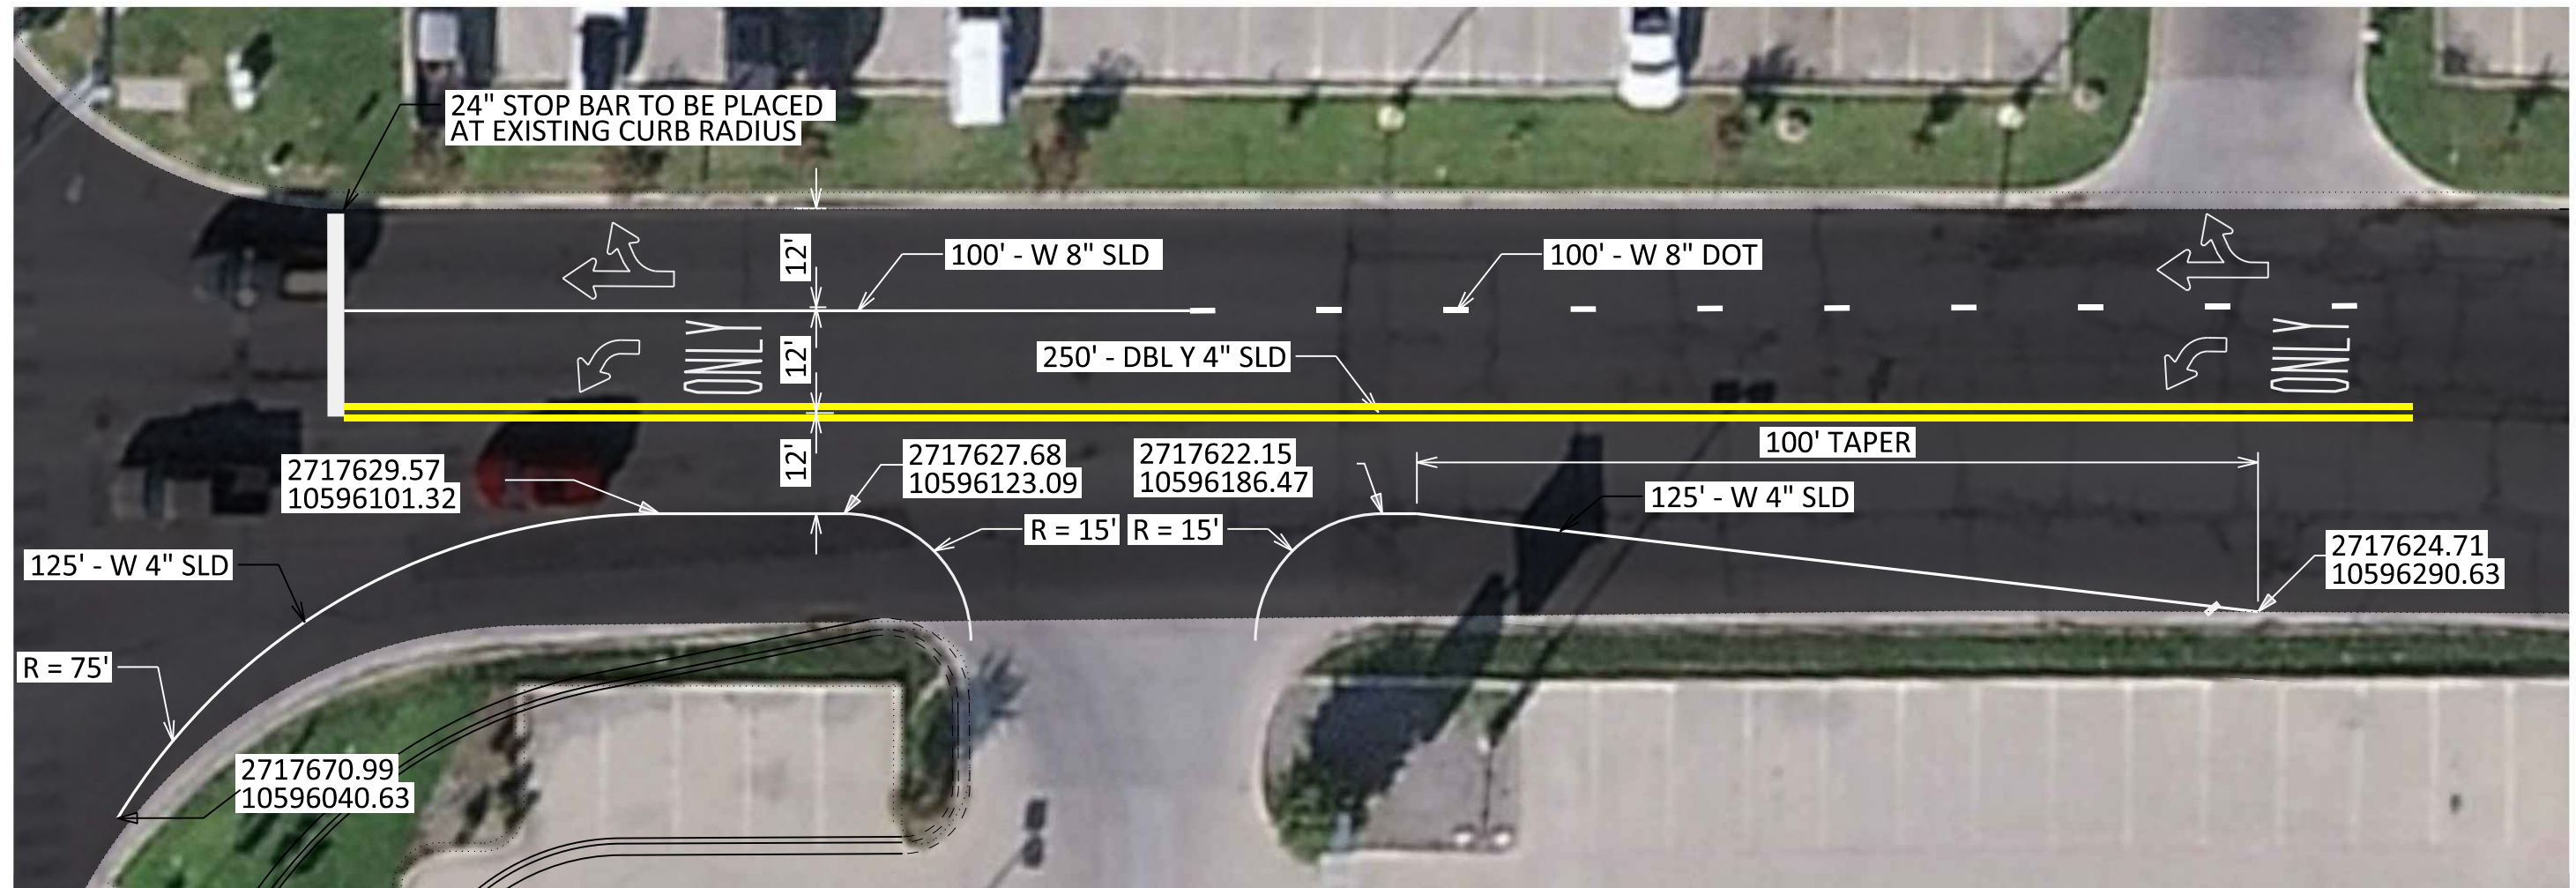 24" STOP BAR TO BE PLACED
AT EXISTING CURB RADIUS
12'
100' - W 8" SLD
100' - W 8" DOT
ONLY
12'
250' - DBL Y 4" SLD
ONLY
100' TAPER
2717629.57
10596101.32
12'
2717627.68
10596123.09
2717622.15
10596186.47
125' - W 4" SLD
R = 15'
R = 15'
2717624.71
10596290.63
125' - W 4" SLD
R = 75'
2717670.99
10596040.63